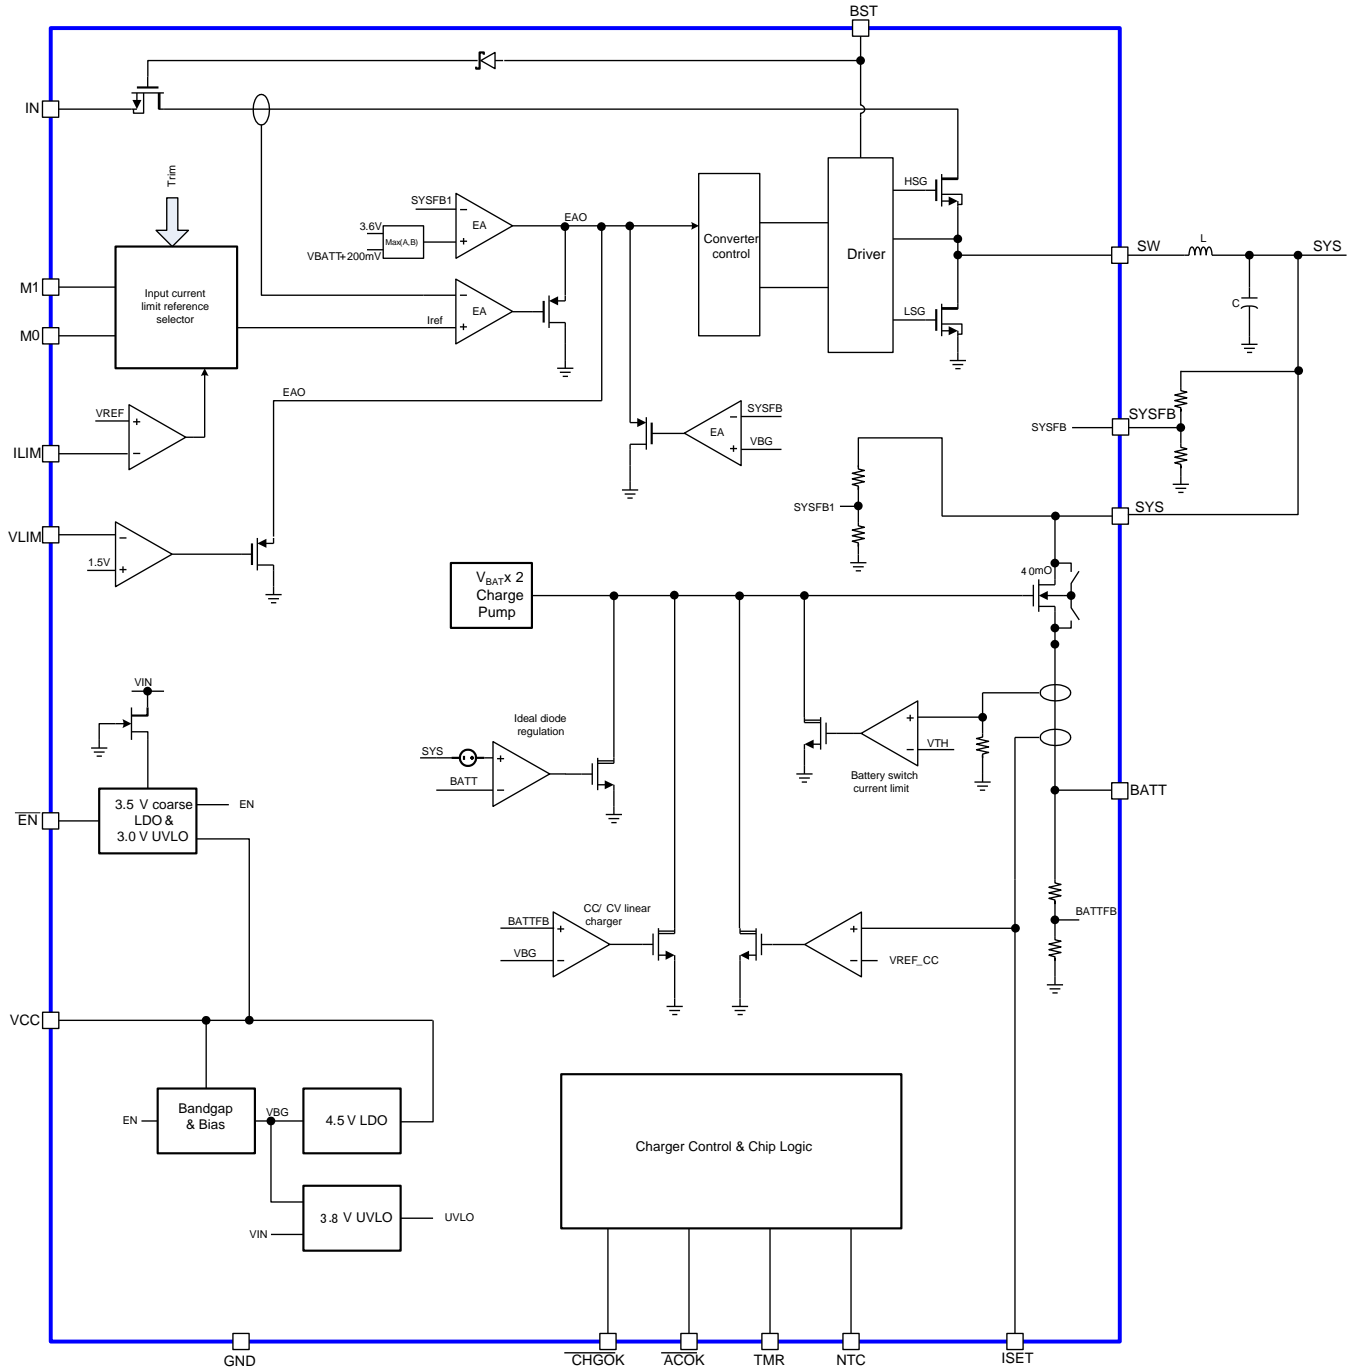 BST
IN
Trim
SYSFB1
EA
EAO
3.6V
Max(A,B)
VBATT+200mV
HSG
Converter
control
Driver
SW
L
SYS
M1
Input current
limit reference
selector
EA
Iref
M0
LSG
C
EAO
VREF
SYSFB
EA
VBG
SYSFB
SYSFB
ILIM
SYSFB1
SYS
VLIM
1.5V
VBATx 2
Charge
Pump
40mΩ
VIN
Ideal diode
regulation
SYS
BATT
VTH
Battery switch
current limit
BATT
3.5 V coarse
LDO &
3.0 V UVLO
EN
EN
CC/ CV linear
charger
BATTFB
VBG
VREF_CC
BATTFB
VCC
EN
Bandgap
& Bias
VBG
4.5 V LDO
Charger Control & Chip Logic
3.8 V UVLO
UVLO
VIN
GND
CHGOK
ACOK
TMR
NTC
ISET